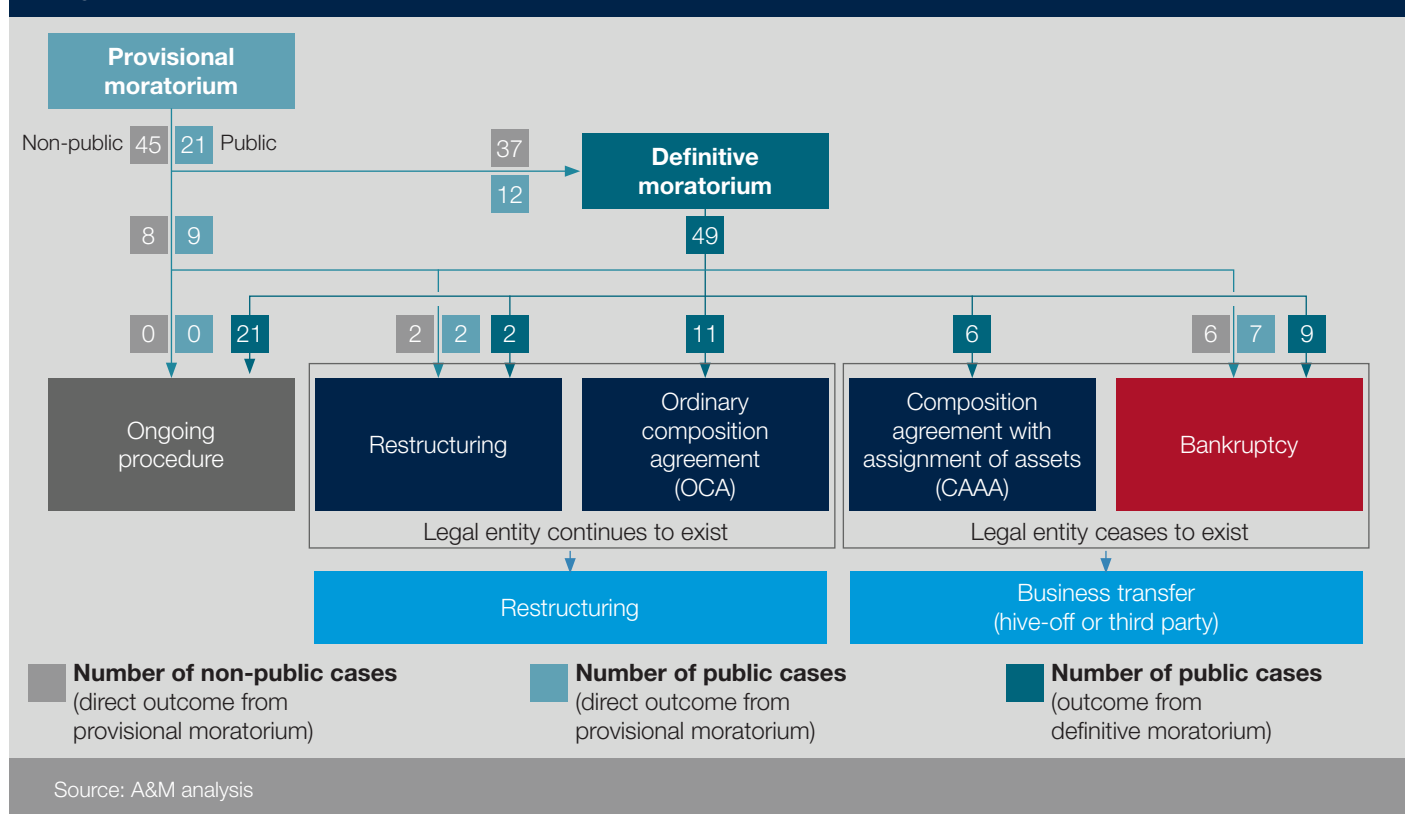 Provisional
moratorium
Non-public 45 21 Public
37
12
Definitive
moratorium
8 9
49
0 0 21
2 2 2
11
6
6 7 9
Ongoing
procedure
Restructuring
Ordinary
composition
agreement
(OCA)
Composition
agreement with
assignment of assets
(CAAA)
Bankruptcy
Legal entity continues to exist
Legal entity ceases to exist
Restructuring
Business transfer
(hive-off or third party)
Number of non-public cases
(direct outcome from
provisional moratorium)
Number of public cases
(direct outcome from
provisional moratorium)
Number of public cases
(outcome from
definitive moratorium)
Source: A&M analysis